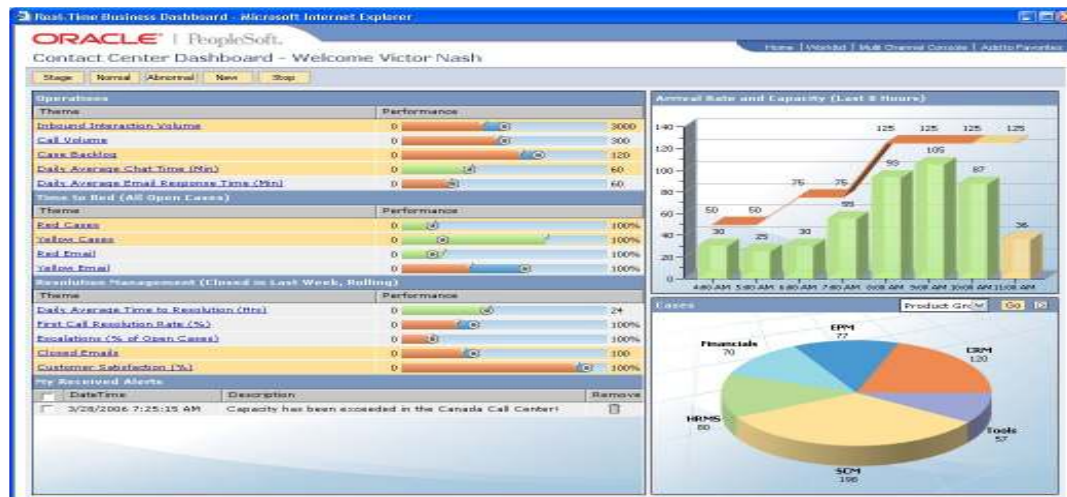 Real-Time Business Dashboard - Microsoft Internet Explorer
ORACLE | PeopleSoft.
Home | Worklist | Multi Channel Console | Add to Favorites
Contact Center Dashboard - Welcome Victor Nash
Stage Normal Abnormal New Stop
Operations
Theme Performance
Inbound Interaction Volume 0 3000
Call Volume 0 300
Case Backlog 0 120
Daily Average Chat Time (Min) 0 60
Daily Average Email Response Time (Min) 0 60
Time to Red (All Open Cases)
Theme Performance
Red Cases 0 100%
Yellow Cases 0 100%
Red Email 0 100%
Yellow Email 0 100%
Resolution Management (Closed in Last Week, Rolling)
Theme Performance
Daily Average Time to Resolution (Hrs) 0 24
First Call Resolution Rate (%) 0 100%
Escalations (% of Open Cases) 0 100%
Closed Emails 0 100
Customer Satisfaction (%) 0 100%
My Received Alerts
DateTime Description Remove
3/28/2006 7:25:15 AM Capacity has been exceeded in the Canada Call Center!
Arrival Rate and Capacity (Last 8 Hours)
140
120
100
80
60
40
20
0
50 50 75 75 125 125 125 125
30 25 30 55 93 105 87 36
4:00 AM 5:00 AM 6:00 AM 7:00 AM 8:00 AM 9:00 AM 10:00 AM 11:00 AM
Cases Product Gro Go
EPM
77
CRM
120
Tools
57
SCM
198
HRMS
80
Financials
70